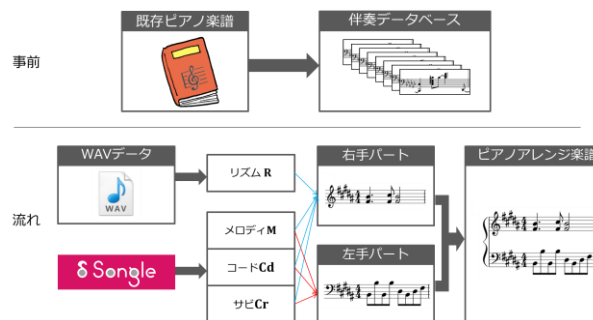 既存ピアノ楽譜
伴奏データベース
事前
WAVデータ
WAV
リズム R
右手パート
ピアノアレンジ楽譜
流れ
メロディM
コードCd
サビCr
Songle
左手パート